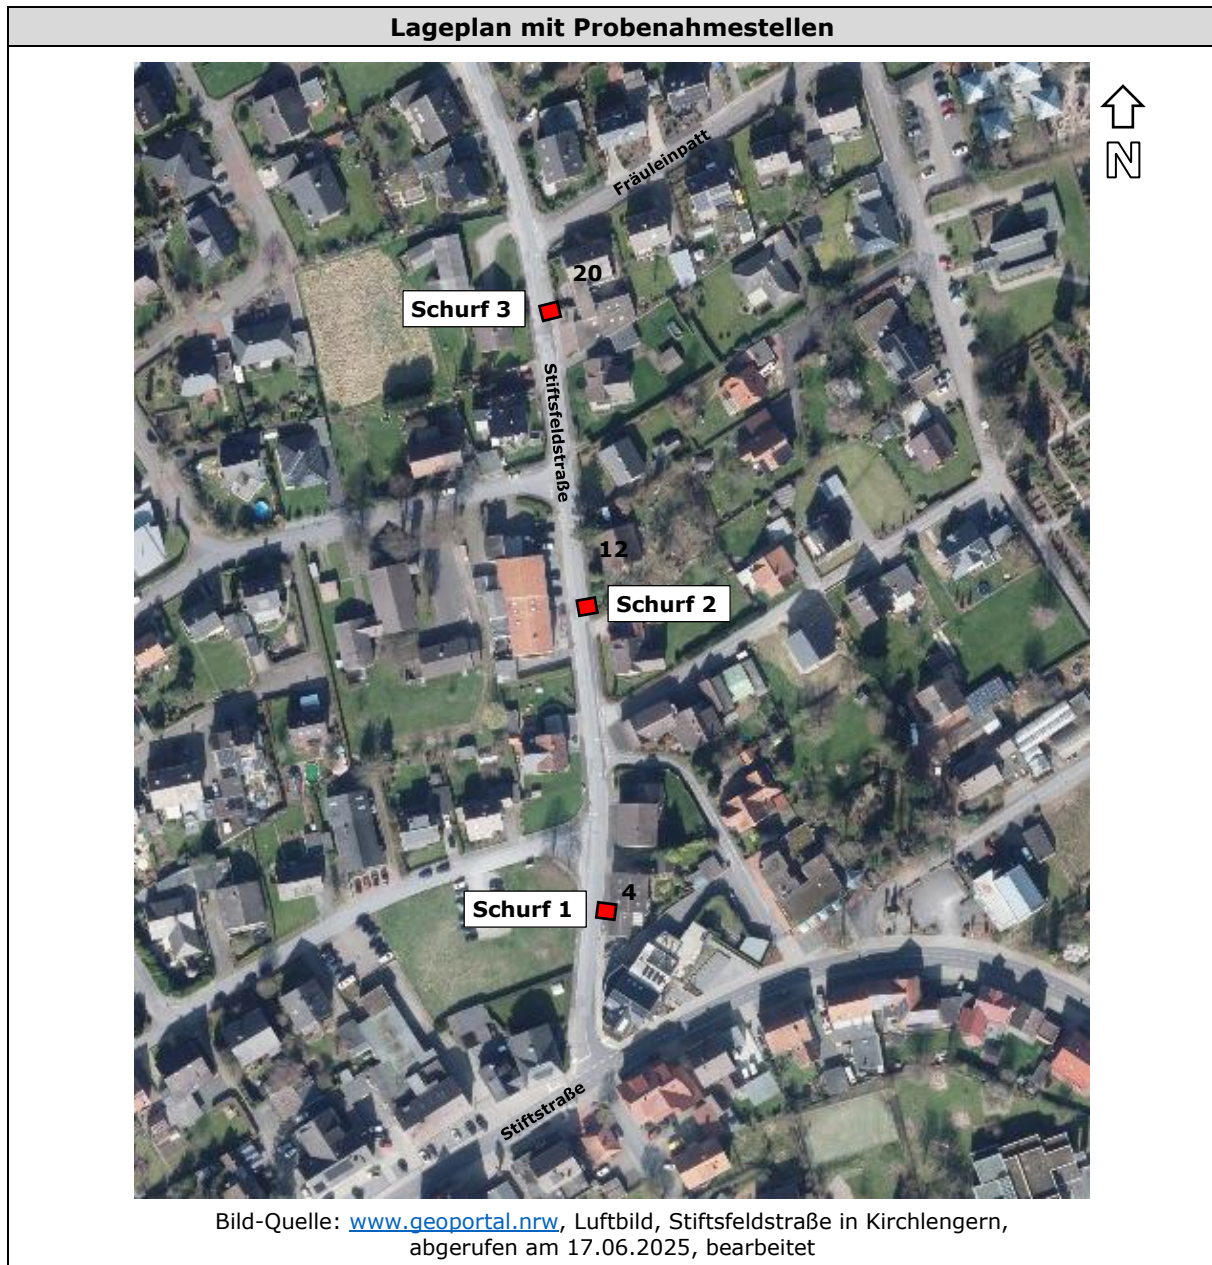 Lageplan mit Probenahmestellen
N
Fräuleinpatt
20
Schurf 3
Stiftsfeldstraße
12
Schurf 2
4
Schurf 1
Stiftstraße
Bild-Quelle: www.geoportal.nrw, Luftbild, Stiftsfeldstraße in Kirchlengern,
abgerufen am 17.06.2025, bearbeitet